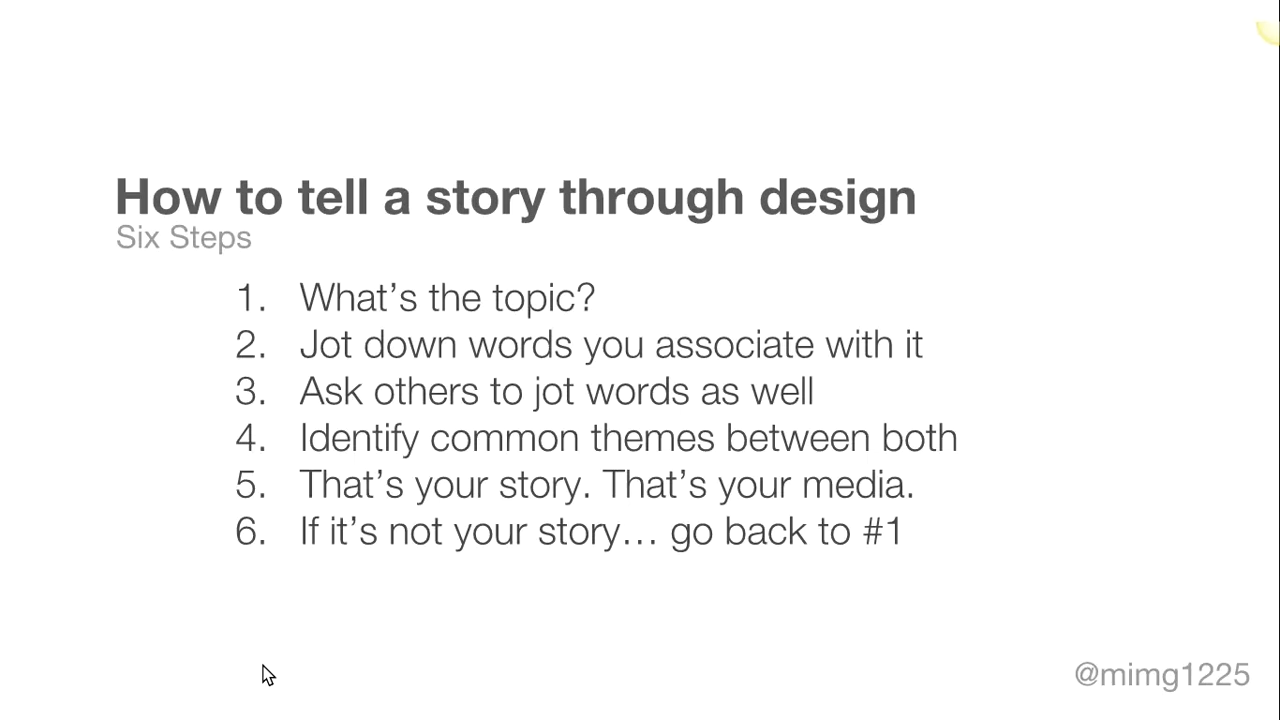 How to tell a story through design
Six Steps
1. What’s the topic?
2. Jot down words you associate with it
3. Ask others to jot words as well
4. Identify common themes between both
5. That’s your story. That’s your media.
6. If it’s not your story… go back to #1
@mimg1225